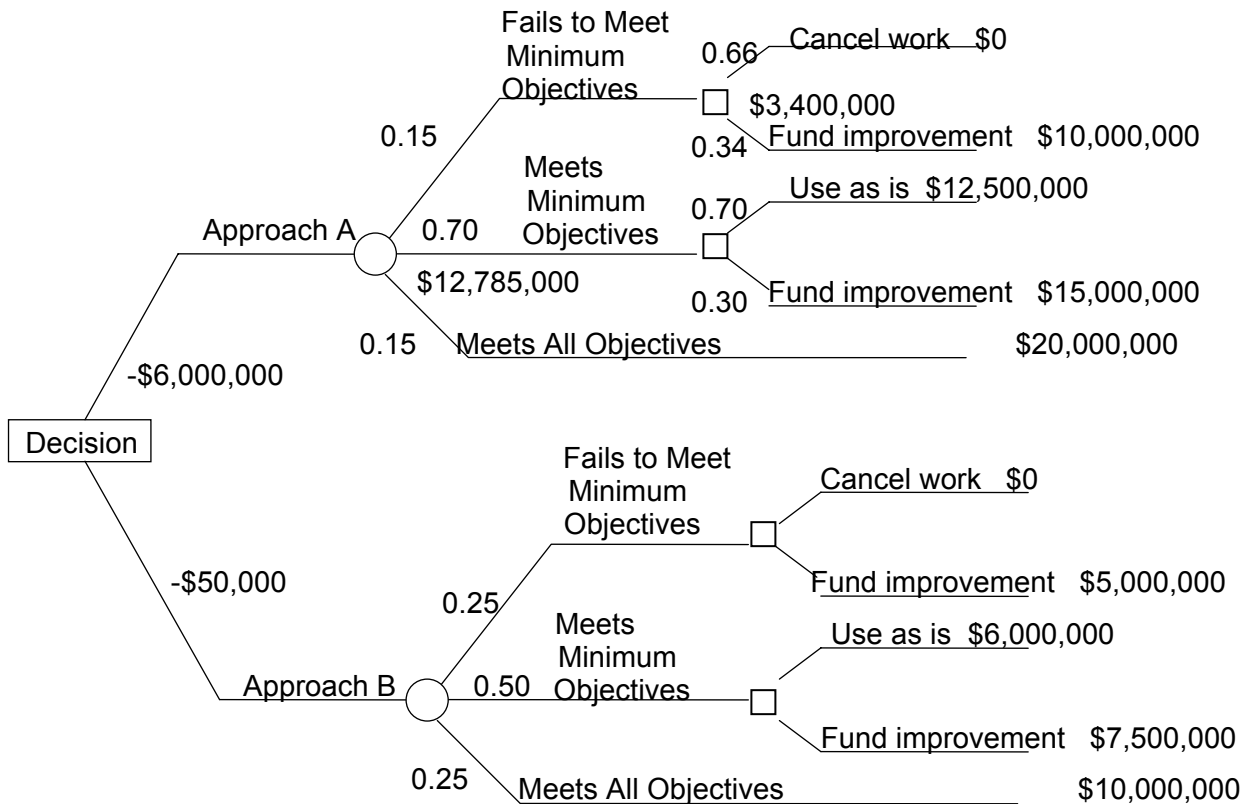 Fails to Meet
Minimum
Objectives
0.66
Cancel work $0
$3,400,000
0.15
0.34
Fund improvement $10,000,000
Meets
Minimum
Objectives
0.70
Use as is $12,500,000
Approach A
0.70
$12,785,000
0.30
Fund improvement $15,000,000
0.15
Meets All Objectives
$20,000,000
-$6,000,000
Decision
Fails to Meet
Minimum
Objectives
Cancel work $0
-$50,000
0.25
Fund improvement $5,000,000
Meets
Minimum
Objectives
Use as is $6,000,000
Approach B
0.50
Fund improvement $7,500,000
0.25
Meets All Objectives
$10,000,000